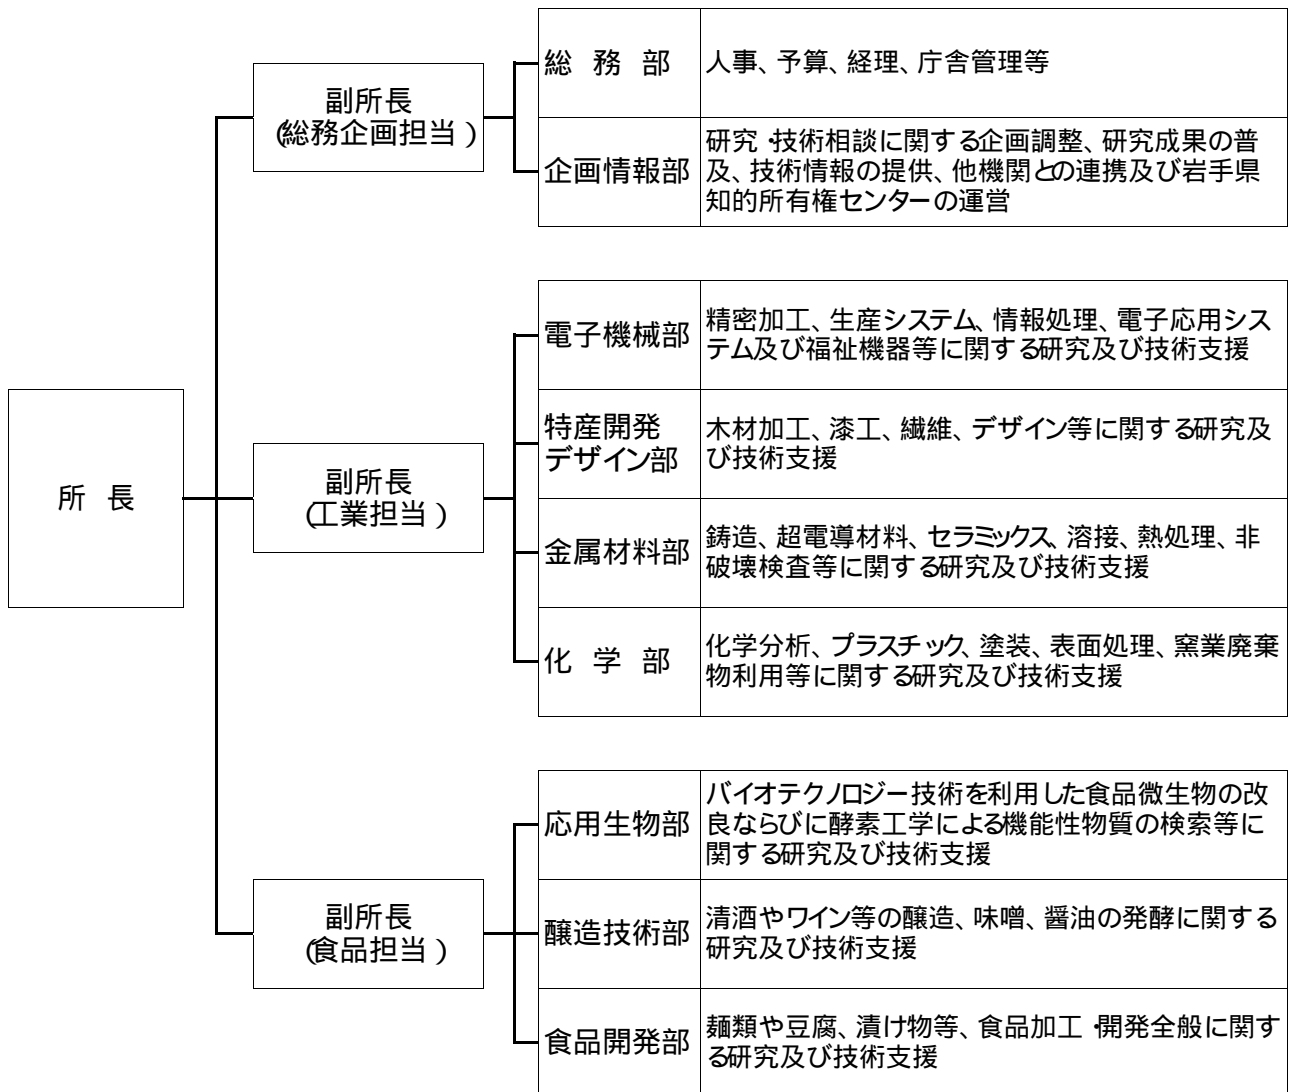 所 長
副所長
(総務企画担当)
総 務 部
人事、予算、経理、庁舎管理等
企画情報部
研究・技術相談に関する企画調整、研究成果の普
及、技術情報の提供、他機関との連携及び岩手県
知的所有権センターの運営
副所長
(工業担当)
電子機械部
精密加工、生産システム、情報処理、電子応用シス
テム及び福祉機器等に関する研究及び技術支援
特産開発
デザイン部
木材加工、漆工、繊維、デザイン等に関する研究及
び技術支援
金属材料部
鋳造、超電導材料、セラミックス、溶接、熱処理、非
破壊検査等に関する研究及び技術支援
化 学 部
化学分析、プラスチック、塗装、表面処理、窯業廃棄
物利用等に関する研究及び技術支援
副所長
(食品担当)
応用生物部
バイオテクノロジー技術を利用した食品微生物の改
良ならびに酵素工学による機能性物質の検索等に
関する研究及び技術支援
醸造技術部
清酒やワイン等の醸造、味噌、醤油の発酵に関する
研究及び技術支援
食品開発部
麺類や豆腐、漬け物等、食品加工・開発全般に関す
る研究及び技術支援